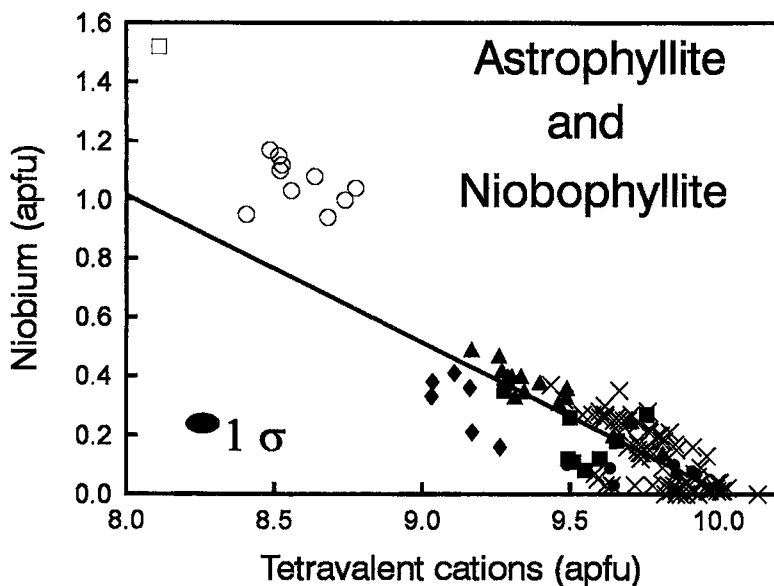 Astrophyllite
and
Niobophyllite
Niobium (apfu)
1.6
1.4
1.2
1.0
0.8
0.6
0.4
0.2
0.0
1 σ
8.0 8.5 9.0 9.5 10.0
Tetravalent cations (apfu)